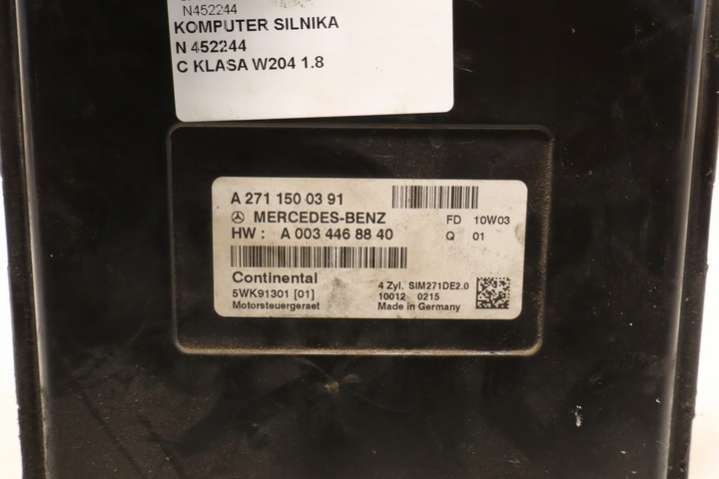 N452244
KOMPUTER SILNIKA
N 452244
C KLASA W204 1.8
A 271 150 03 91
MERCEDES-BENZ
FD 10W03
HW : A 003 446 88 40
Q 01
Continental
4 Zyl. SIM271DE2.0
5WK91301 [01]
10012 0215
Motorsteuergeraet
Made in Germany